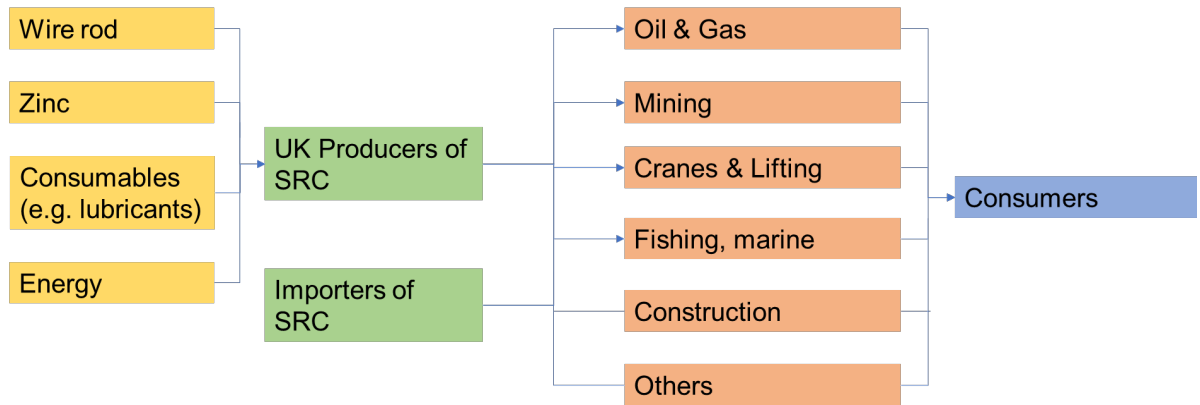 Wire rod
Zinc
Consumables
(e.g. lubricants)
Energy
UK Producers of
SRC
Importers of
SRC
Oil & Gas
Mining
Cranes & Lifting
Fishing, marine
Construction
Others
Consumers